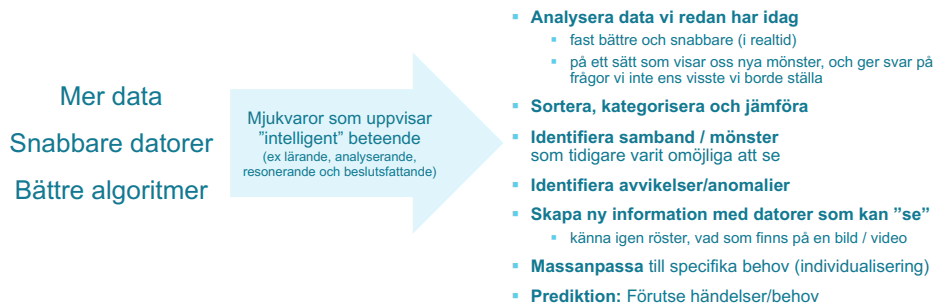 Mer data
Snabbare datorer
Bättre algoritmer
Mjukvaror som uppvisar
"intelligent" beteende
(ex lärande, analyserande,
resonerande och beslutsfattande)
▪ Analysera data vi redan har idag
▪ fast bättre och snabbare (i realtid)
▪ på ett sätt som visar oss nya mönster, och ger svar på
frågor vi inte ens visste vi borde ställa
▪ Sortera, kategorisera och jämföra
▪ Identifiera samband / mönster
som tidigare varit omöjliga att se
▪ Identifiera avvikelser/anomalier
▪ Skapa ny information med datorer som kan ”se”
▪ känna igen röster, vad som finns på en bild / video
▪ Massanpassa till specifika behov (individualisering)
▪ Prediktion: Förutse händelser/behov